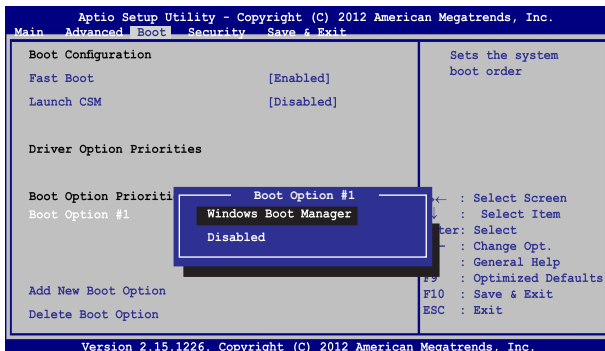 Aptio Setup Utility - Copyright (C) 2012 American Megatrends, Inc.
Main Advanced Boot Security Save & Exit
Boot Configuration
Fast Boot [Enabled]
Launch CSM [Disabled]
Driver Option Priorities
Boot Option Prioriti
Boot Option #1
Add New Boot Option
Delete Boot Option
Boot Option #1
Windows Boot Manager
Disabled
Sets the system
boot order
→← : Select Screen
↓ : Select Item
ter: Select
— : Change Opt.
: General Help
F9 : Optimized Defaults
F10 : Save & Exit
ESC : Exit
Version 2.15.1226. Copyright (C) 2012 American Megatrends, Inc.